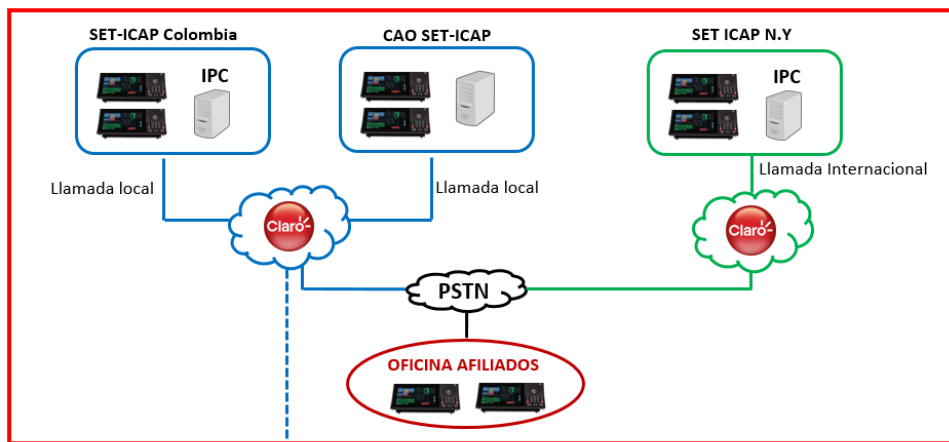 SET-ICAP Colombia
CAO SET-ICAP
SET ICAP N.Y
IPC
IPC
Llamada local
Llamada local
Llamada Internacional
Claro
Claro
PSTN
OFICINA AFILIADOS